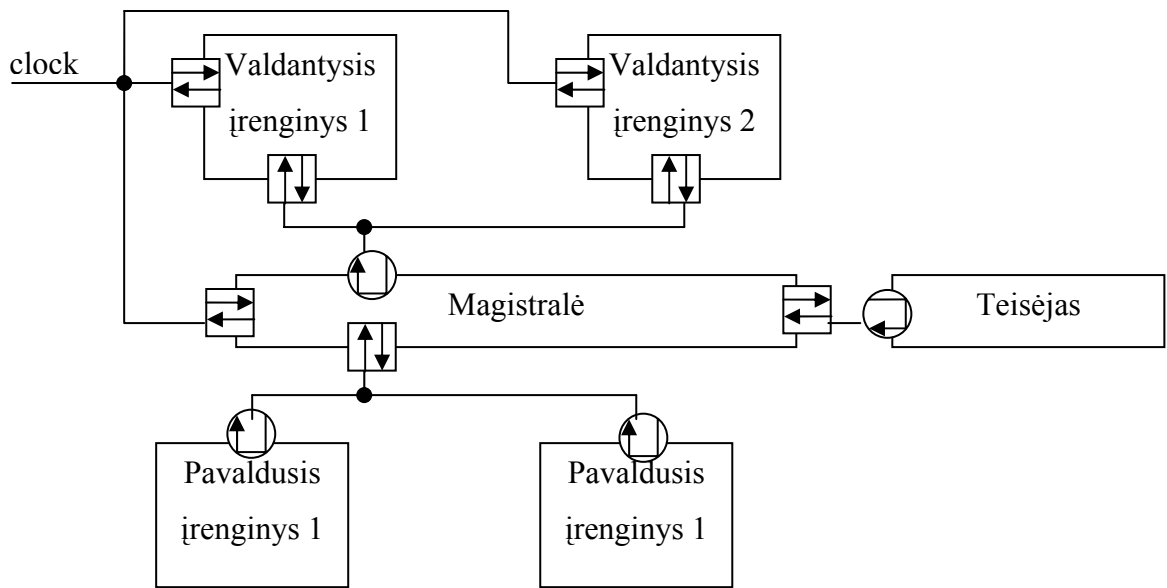 clock
Valdantysis
įrenginys 1
Valdantysis
įrenginys 2
Magistralė
Teisėjas
Pavaldusis
įrenginys 1
Pavaldusis
įrenginys 1